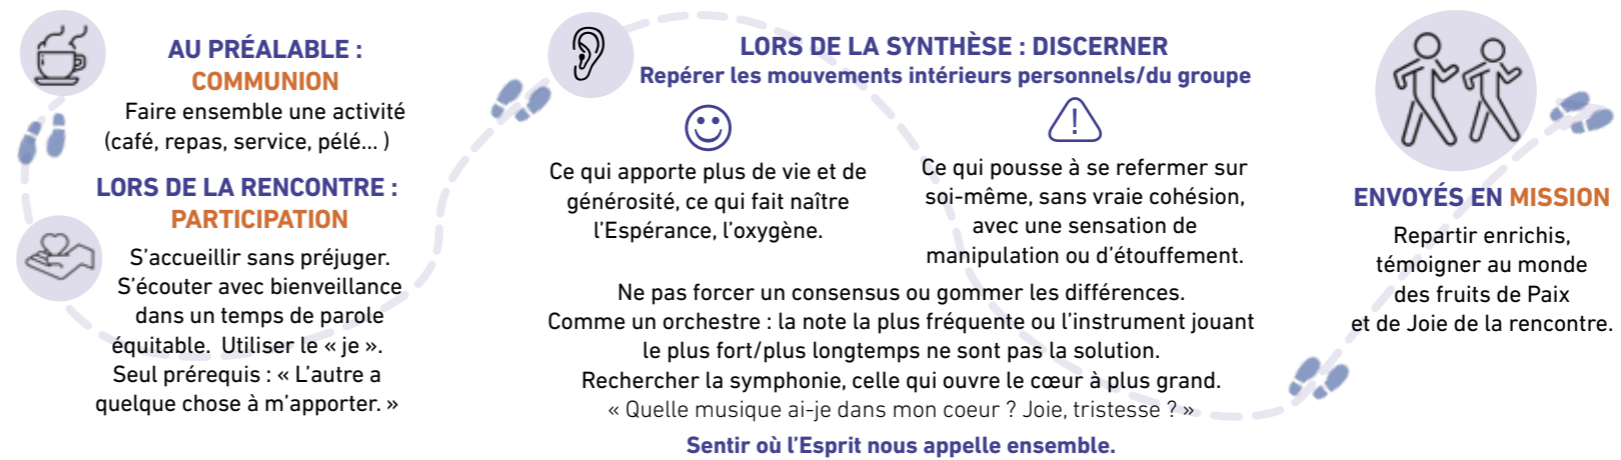 AU PRÉALABLE :
COMMUNION
Faire ensemble une activité
(café, repas, service, pélé... )
LORS DE LA RENCONTRE :
PARTICIPATION
S’accueillir sans préjuger.
S’écouter avec bienveillance
dans un temps de parole
équitable. Utiliser le « je ».
Seul prérequis : « L’autre a
quelque chose à m’apporter. »
LORS DE LA SYNTHÈSE : DISCERNER
Repérer les mouvements intérieurs personnels/du groupe
Ce qui apporte plus de vie et de
générosité, ce qui fait naître
l’Espérance, l’oxygène.
!
Ce qui pousse à se refermer sur
soi-même, sans vraie cohésion,
avec une sensation de
manipulation ou d’étouffement.
Ne pas forcer un consensus ou gommer les différences.
Comme un orchestre : la note la plus fréquente ou l’instrument jouant
le plus fort/plus longtemps ne sont pas la solution.
Rechercher la symphonie, celle qui ouvre le cœur à plus grand.
« Quelle musique ai-je dans mon coeur ? Joie, tristesse ? »
Sentir où l’Esprit nous appelle ensemble.
ENVOYÉS EN MISSION
Repartir enrichis,
témoigner au monde
des fruits de Paix
et de Joie de la rencontre.